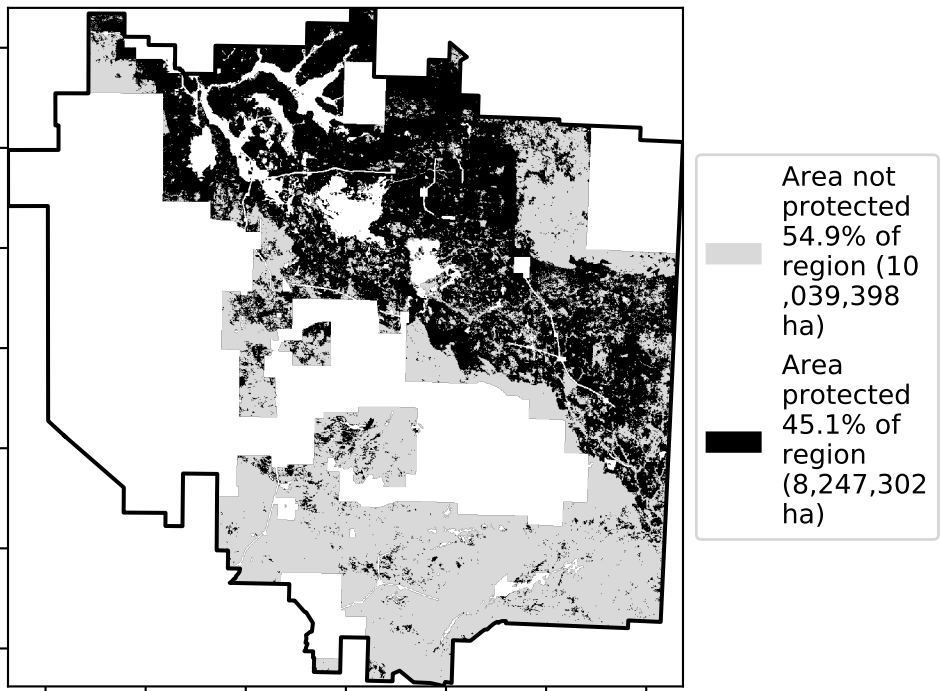 Area not
protected
54.9% of
region (10
,039,398
ha)
Area
protected
45.1% of
region
(8,247,302
ha)